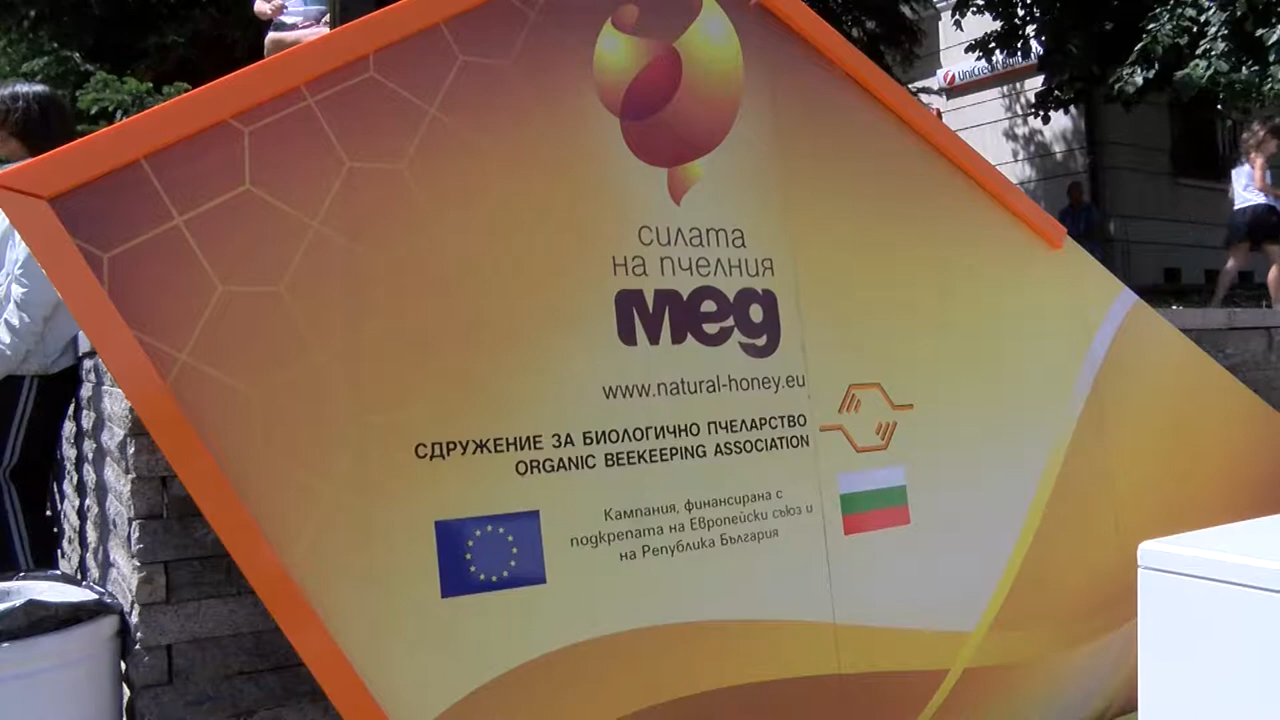 UniCredit Bulbank
силата
на пчелния
мед
www.natural-honey.eu
СДРУЖЕНИЕ ЗА БИОЛОГИЧНО ПЧЕЛАРСТВО
ORGANIC BEEKEEPING ASSOCIATION
Кампания, финансирана с
подкрепата на Европейски съюз и
на Република България